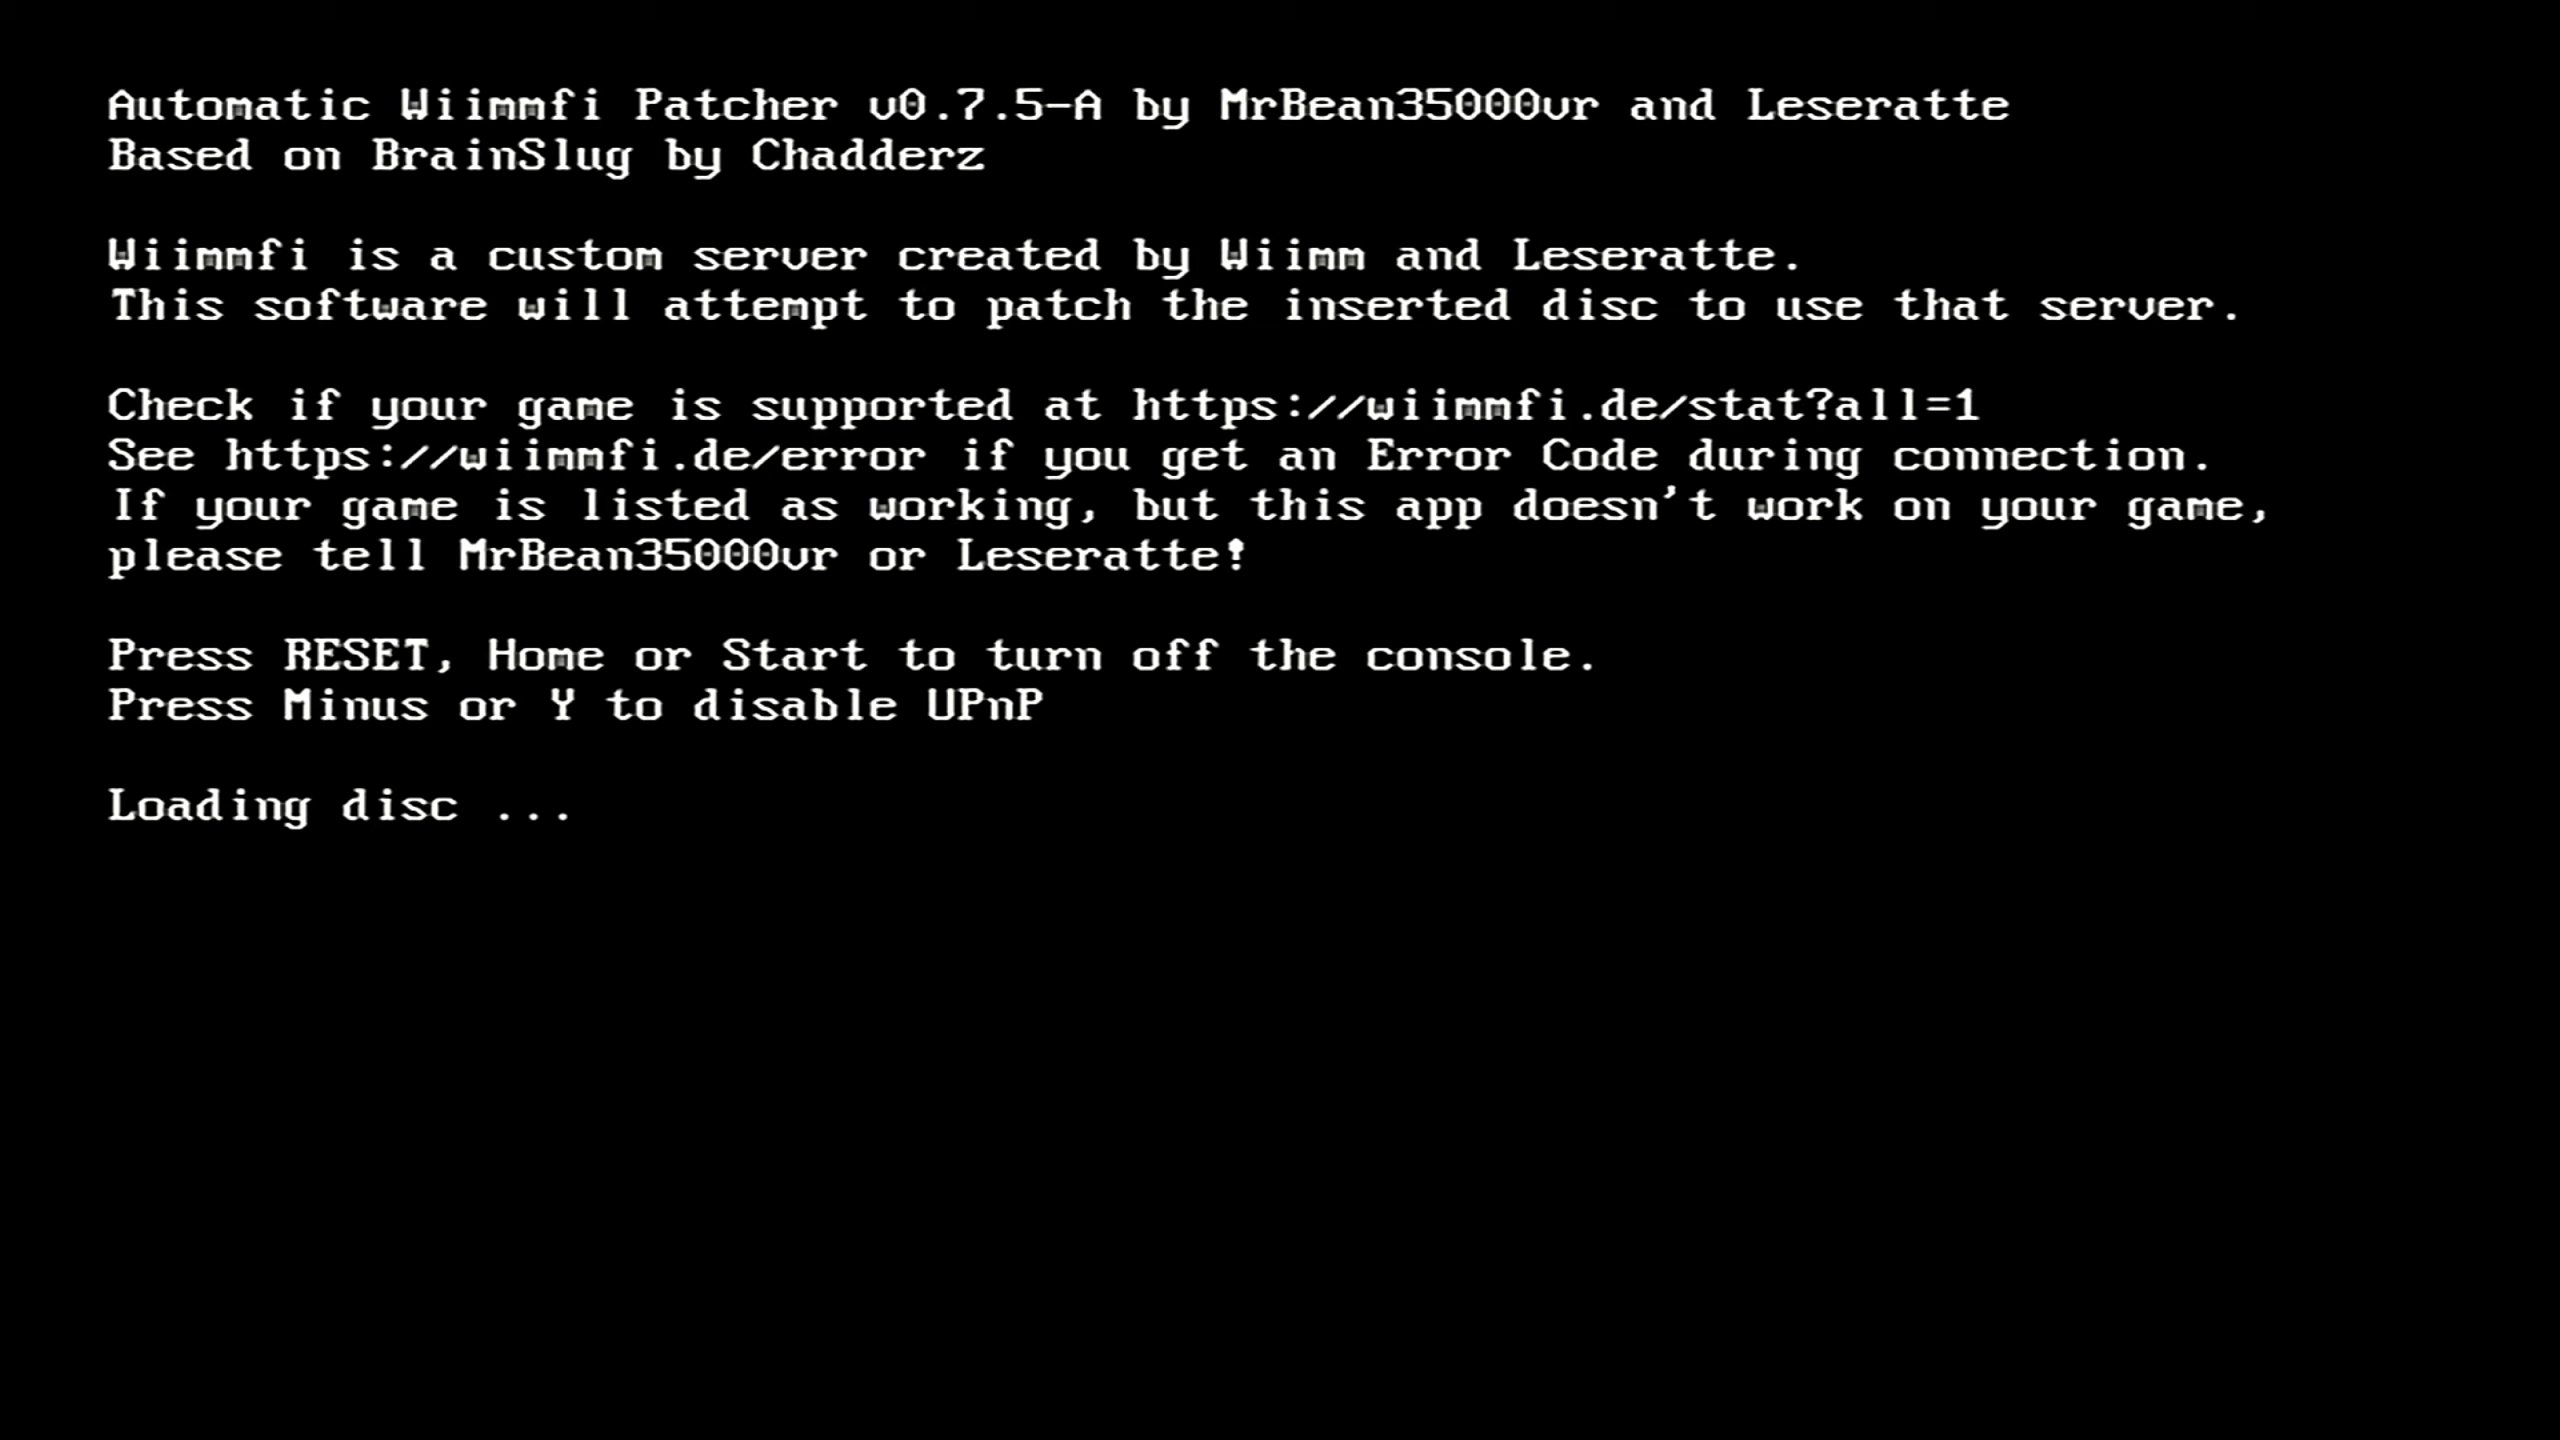 Automatic Wiimmfi Patcher v0.7.5-A by MrBean35000vr and Leseratte
Based on BrainSlug by Chadderz
Wiimmfi is a custom server created by Wiimm and Leseratte.
This software will attempt to patch the inserted disc to use that server.
Check if your game is supported at https://wiimmfi.de/stat?all=1
See https://wiimmfi.de/error if you get an Error Code during connection.
If your game is listed as working, but this app doesn't work on your game,
please tell MrBean35000vr or Leseratte!
Press RESET, Home or Start to turn off the console.
Press Minus or Y to disable UPnP
Loading disc ...